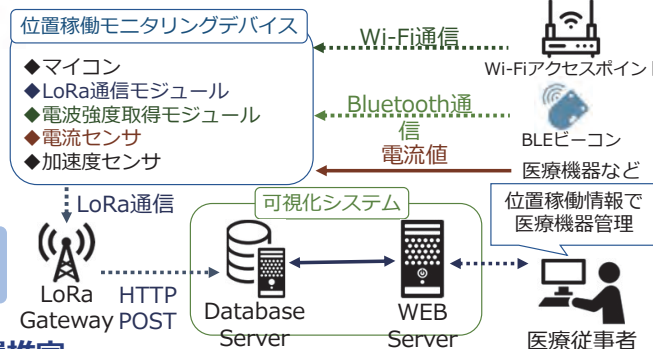 位置稼働モニタリングデバイス
◆マイコン
◆LoRa通信モジュール
◆電波強度取得モジュール
◆電流センサ
◆加速度センサ
Wi-Fi通信
Wi-Fiアクセスポイント
Bluetooth通
信
BLEビーコン
電流値
医療機器など
LoRa通信
可視化システム
位置稼働情報で
医療機器管理
LoRa
Gateway
HTTP
POST
Database
Server
WEB
Server
医療従事者